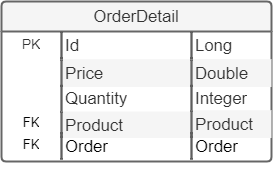 OrderDetail
PK Id Long
Price Double
Quantity Integer
FK Product Product
FK Order Order